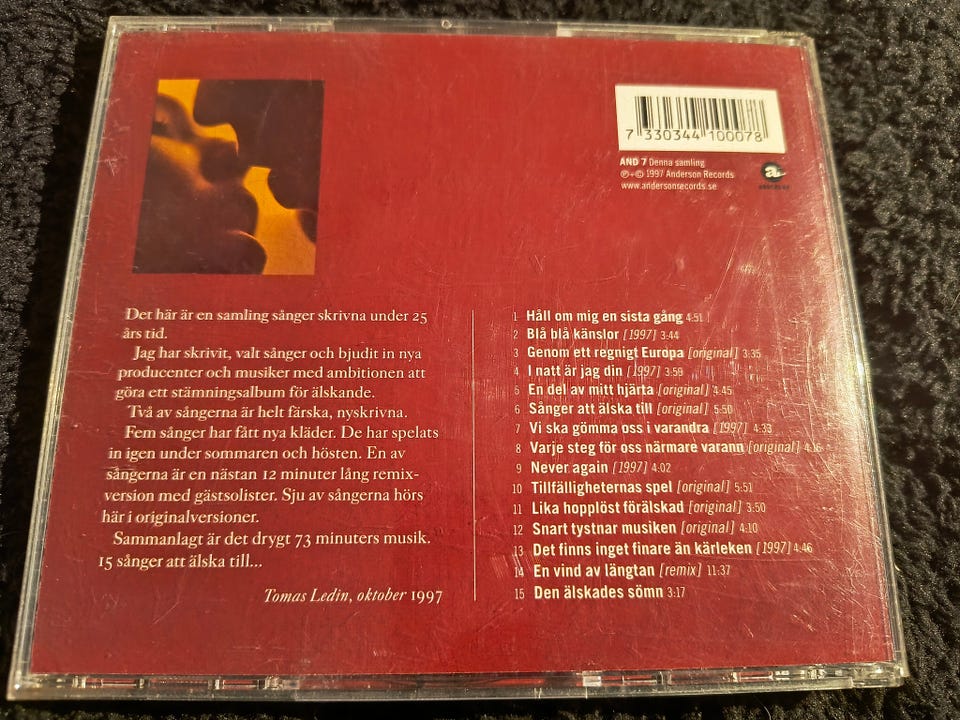 7 330344 100078
AND 7 Denna samling
℗+© 1997 Anderson Records
www.andersonrecords.se
a
Det här är en samling sånger skrivna under 25
års tid.
Jag har skrivit, valt sånger och bjudit in nya
producenter och musiker med ambitionen att
göra ett stämningsalbum för älskande.
Två av sångerna är helt färska, nyskrivna.
Fem sånger har fått nya kläder. De har spelats
in igen under sommaren och hösten. En av
sångerna är en nästan 12 minuter lång remix-
version med gästsolister. Sju av sångerna hörs
här i originalversioner.
Sammanlagt är det drygt 73 minuters musik.
15 sånger att älska till...
Tomas Ledin, oktober 1997
1 Håll om mig en sista gång 4:51
2 Blå blå känslor [1997] 3:44
3 Genom ett regnigt Europa [original] 3:35
4 I natt är jag din [1997] 3:59
5 En del av mitt hjärta [original] 4:45
6 Sånger att älska till [original] 5:50
7 Vi ska gömma oss i varandra [1997] 4:33
8 Varje steg för oss närmare varann [original]
9 Never again [1997] 4:02
10 Tillfälligheternas spel [original] 5:51
11 Lika hopplöst förälskad [original] 3:50
12 Snart tystnar musiken [original] 4:10
13 Det finns inget finare än kärleken [1997] 4:46
14 En vind av längtan [remix] 11:37
15 Den älskades sömn 3:17